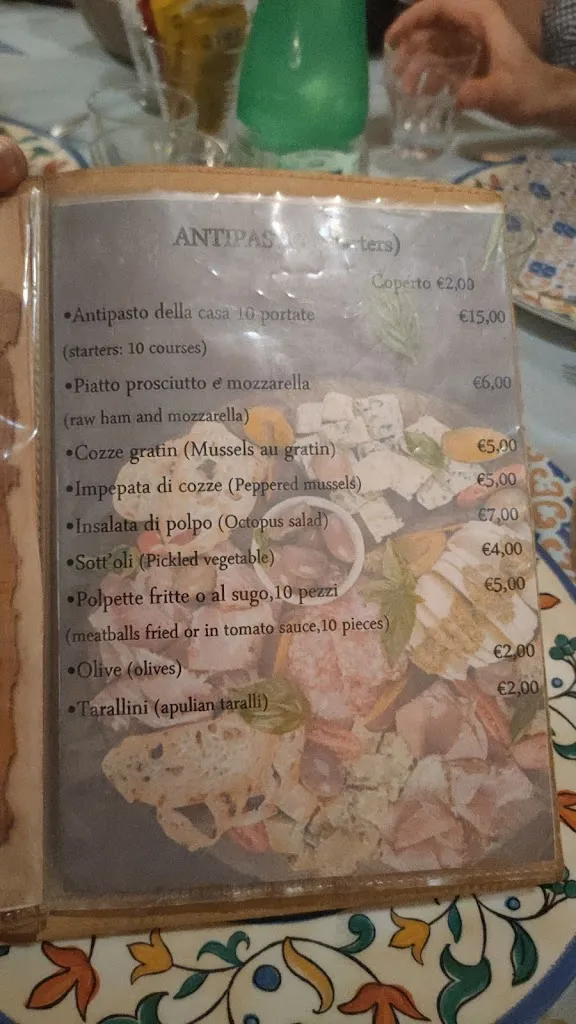 ANTIPAS ters)
Coperto €2,00
•Antipasto della casa 10 portate €15,00
(starters: 10 courses)
•Piatto prosciutto e mozzarella €6,00
(raw ham and mozzarella)
•Cozze gratin (Mussels au gratin) €5,00
•Impepata di cozze (Peppered mussels) €5,00
•Insalata di polpo (Octopus salad) €7,00
•Sott'oli (Pickled vegetable) €4,00
•Polpette fritte o al sugo,10 pezzi €5,00
(meatballs fried or in tomato sauce,10 pieces)
•Olive (olives) €2,00
•Tarallini (apulian taralli) €2,00